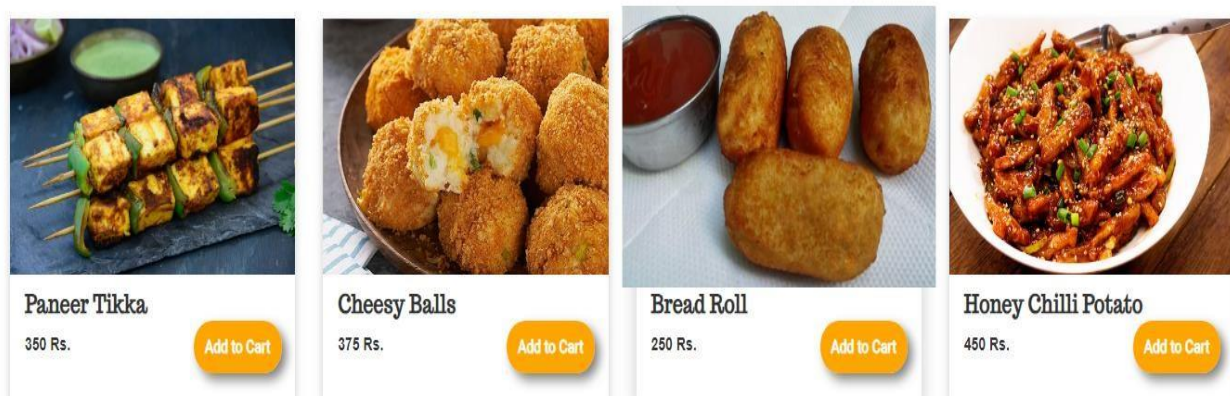 Paneer Tikka
350 Rs.
Add to Cart
Cheesy Balls
375 Rs.
Add to Cart
Bread Roll
250 Rs.
Add to Cart
Honey Chilli Potato
450 Rs.
Add to Cart